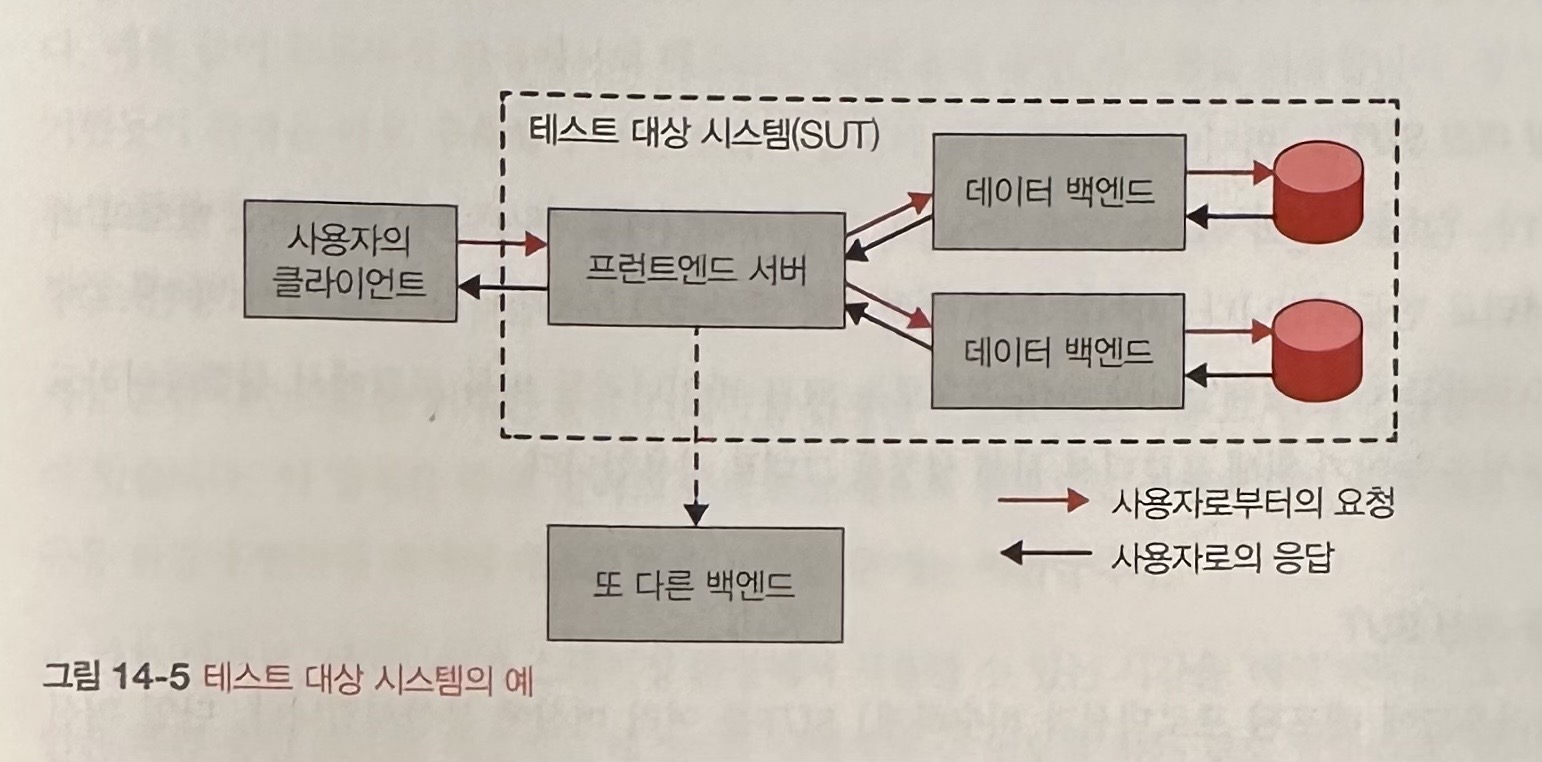 테스트 대상 시스템(SUT)
사용자의
클라이언트
프런트엔드 서버
데이터 백엔드
데이터 백엔드
또 다른 백엔드
사용자로부터의 요청
사용자로의 응답
그림 14-5 테스트 대상 시스템의 예